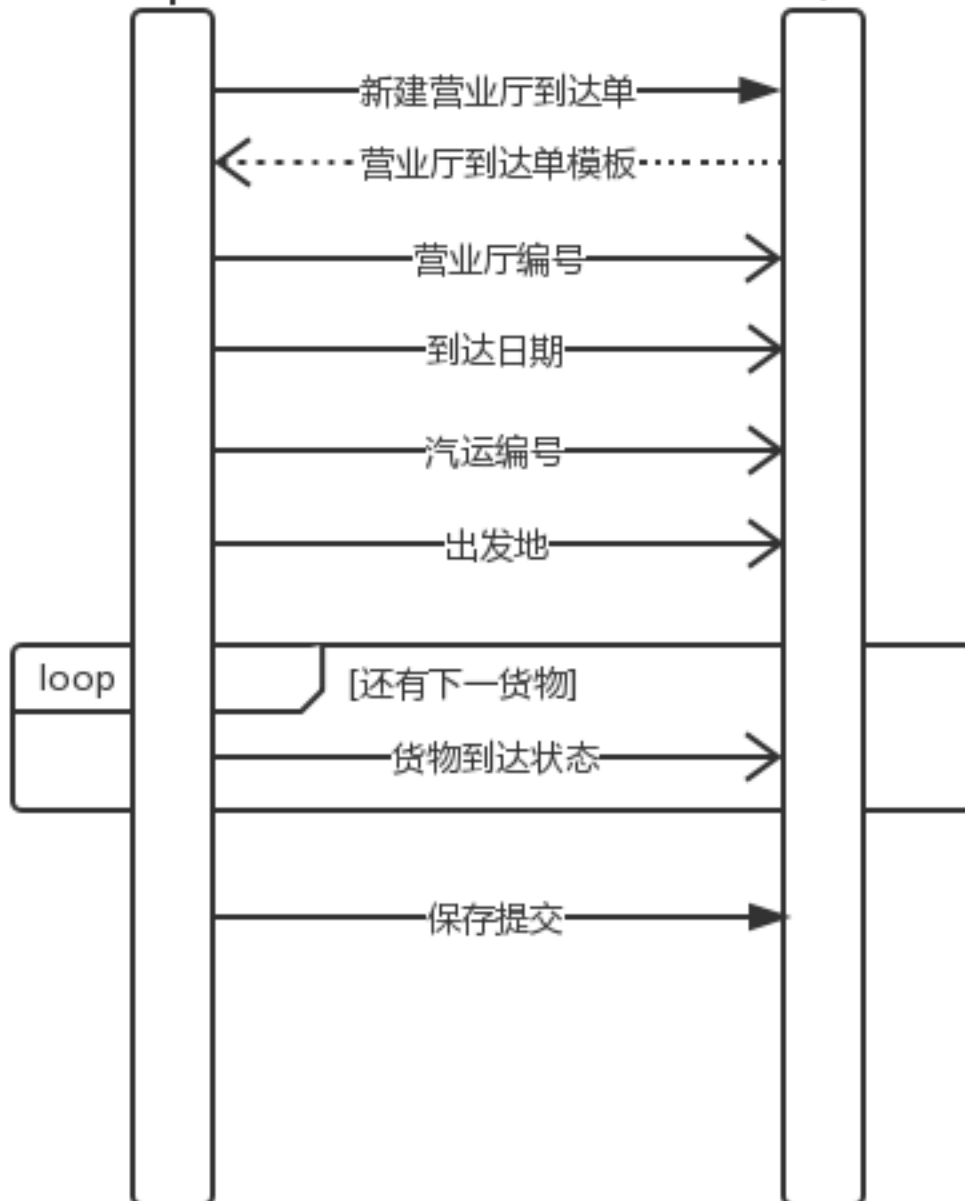 新建营业厅到达单
营业厅到达单模板
营业厅编号
到达日期
汽运编号
出发地
loop
[还有下一货物]
货物到达状态
保存提交